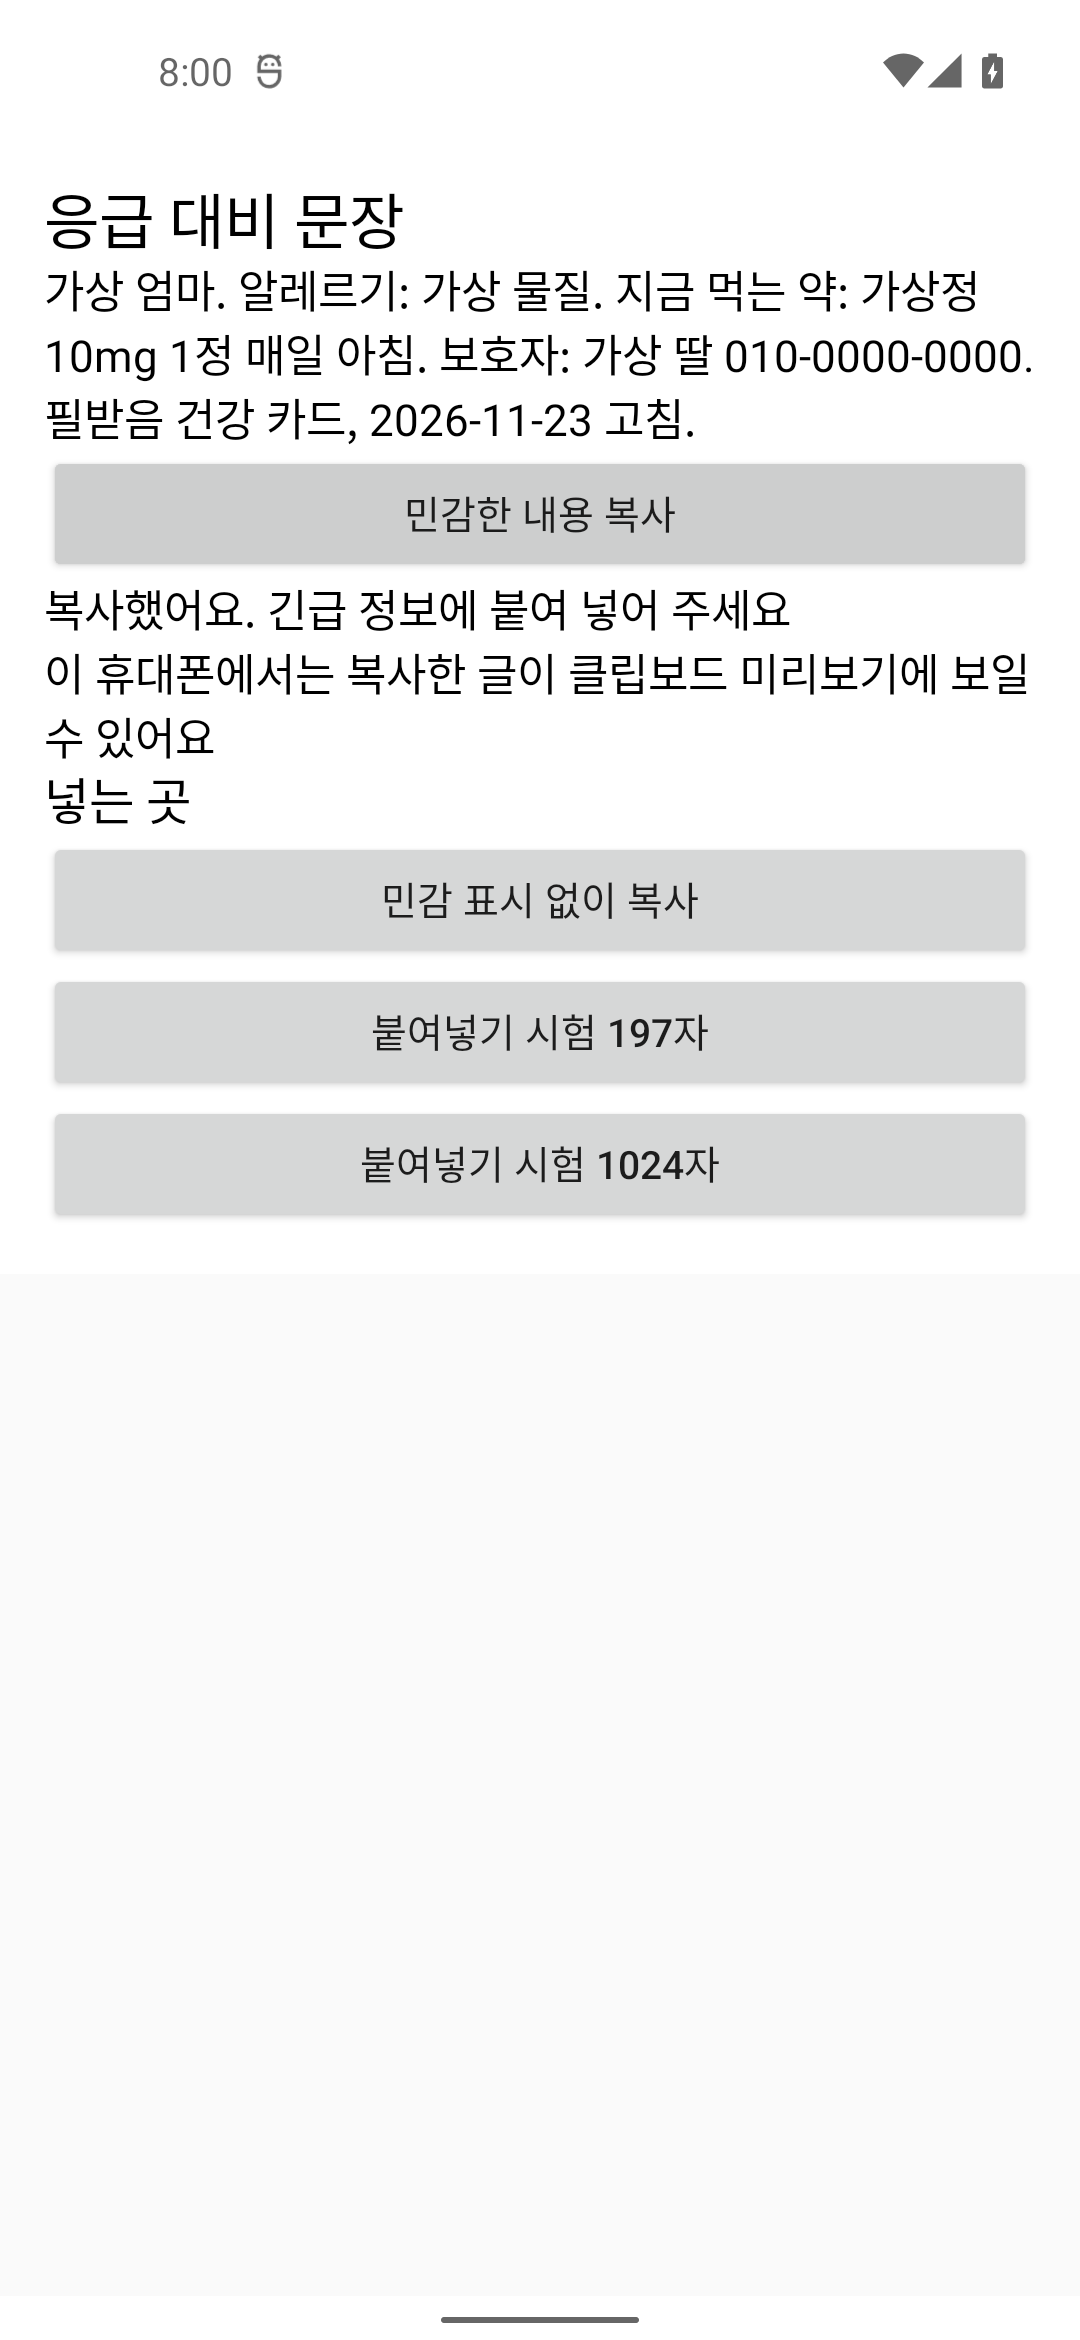 8:00
응급 대비 문장
가상 엄마. 알레르기: 가상 물질. 지금 먹는 약: 가상정
10mg 1정 매일 아침. 보호자: 가상 딸 010-0000-0000.
필받음 건강 카드, 2026-11-23 고침.
민감한 내용 복사
복사했어요. 긴급 정보에 붙여 넣어 주세요
이 휴대폰에서는 복사한 글이 클립보드 미리보기에 보일
수 있어요
넣는 곳
민감 표시 없이 복사
붙여넣기 시험 197자
붙여넣기 시험 1024자